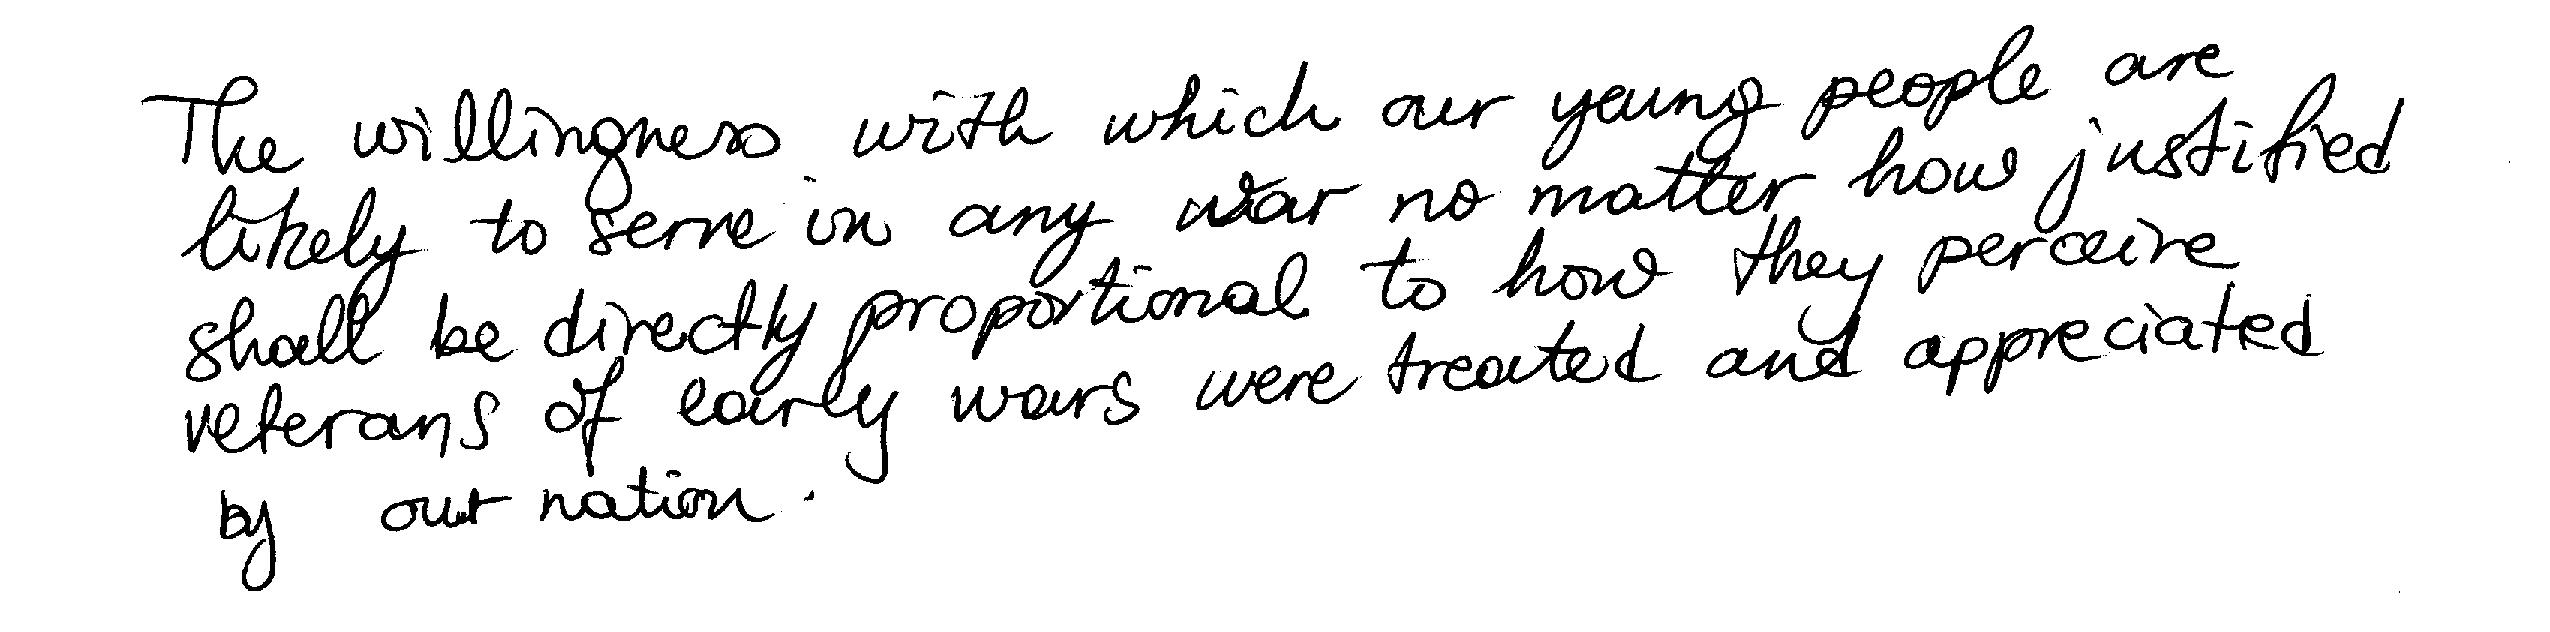 The willingness with which our young people are
likely to serve in any war no matter how justified
shall be directly proportional to how they perceive
veterans of early wars were treated and appreciated
by our nation.